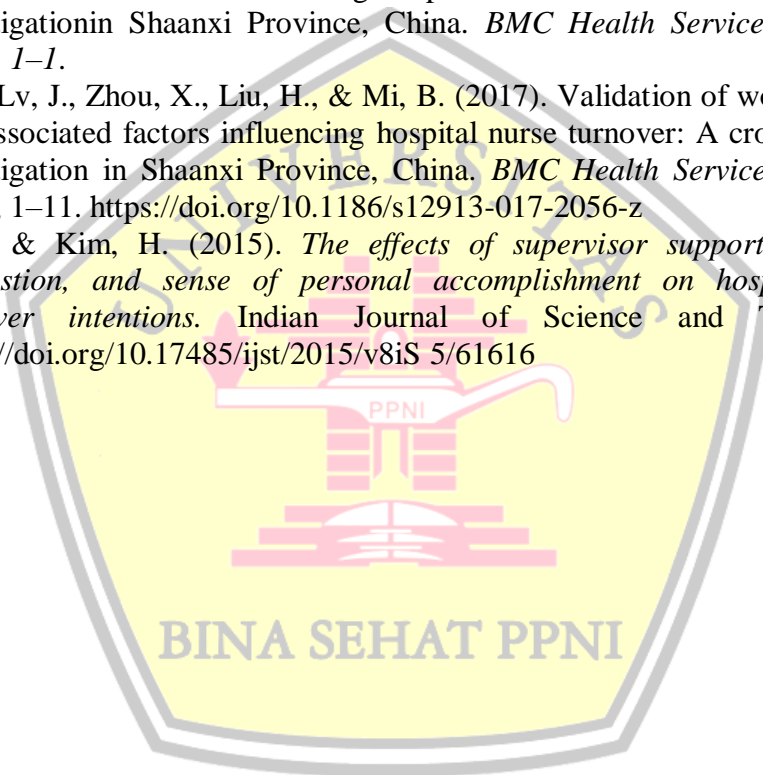 igationin Shaanxi Province, China. BMC Health Service
1–1.
Lv, J., Zhou, X., Liu, H., & Mi, B. (2017). Validation of wo
ssociated factors influencing hospital nurse turnover: A cro
igation in Shaanxi Province, China. BMC Health Service
, 1–11. https://doi.org/10.1186/s12913-017-2056-z
& Kim, H. (2015). The effects of supervisor support
stion, and sense of personal accomplishment on hosp
ver intentions. Indian Journal of Science and T
//doi.org/10.17485/ijst/2015/v8iS 5/61616
UNIVERSITAS
PPNI
BINA SEHAT PPNI